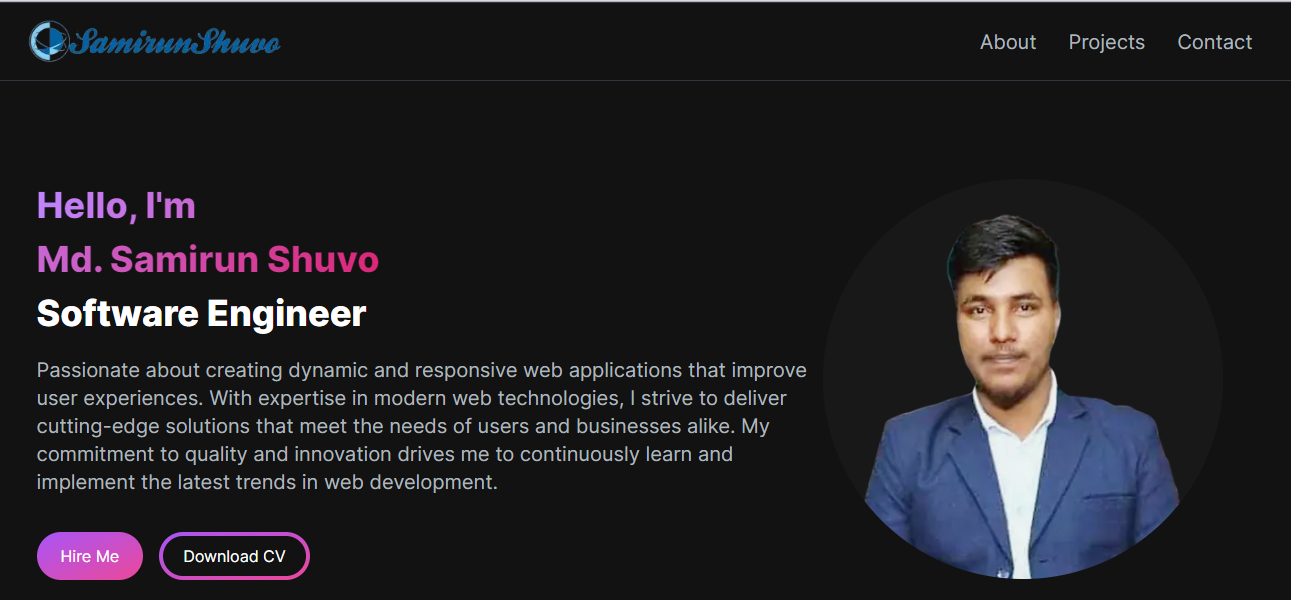 SamirunShuvo
About Projects Contact
Hello, I'm
Md. Samirun Shuvo
Software Engineer
Passionate about creating dynamic and responsive web applications that improve
user experiences. With expertise in modern web technologies, I strive to deliver
cutting-edge solutions that meet the needs of users and businesses alike. My
commitment to quality and innovation drives me to continuously learn and
implement the latest trends in web development.
Hire Me Download CV